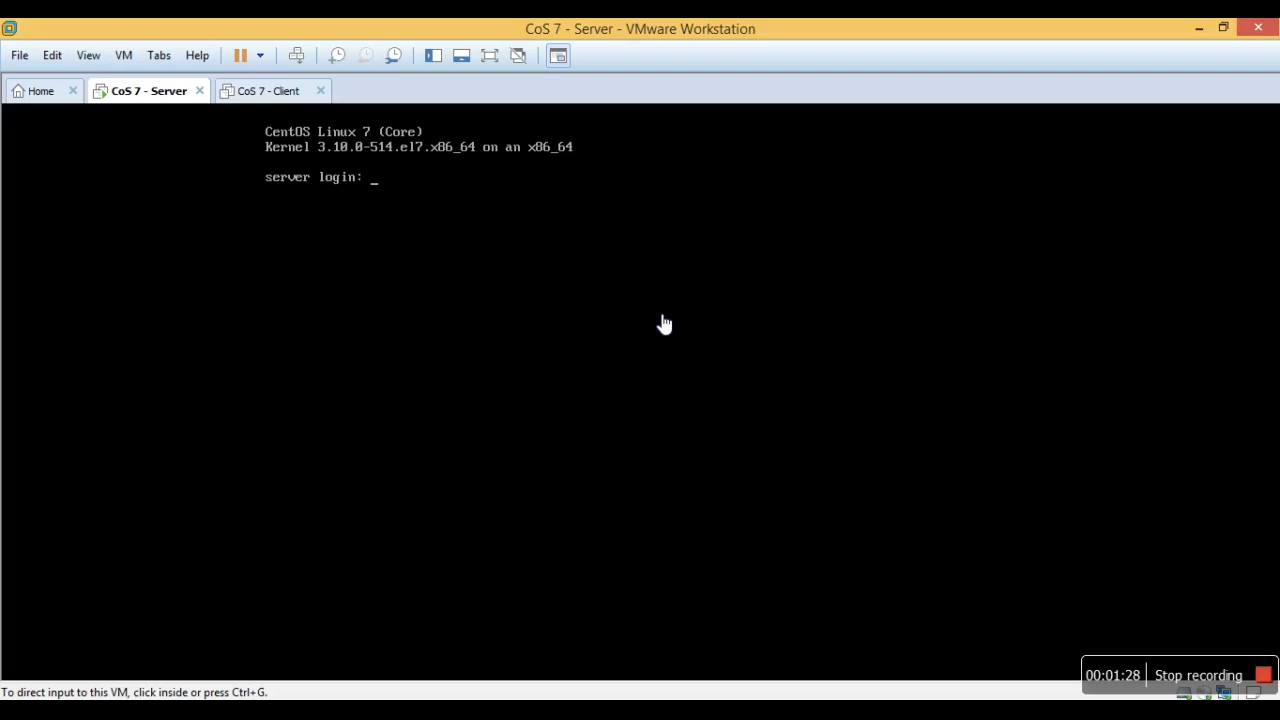 CoS 7 - Server - VMware Workstation
File Edit View VM Tabs Help
Home CoS 7 - Server CoS 7 - Client
CentOS Linux 7 (Core)
Kernel 3.10.0-514.el7.x86_64 on an x86_64
server login: _
00:01:28 Stop recording
To direct input to this VM, click inside or press Ctrl+G.